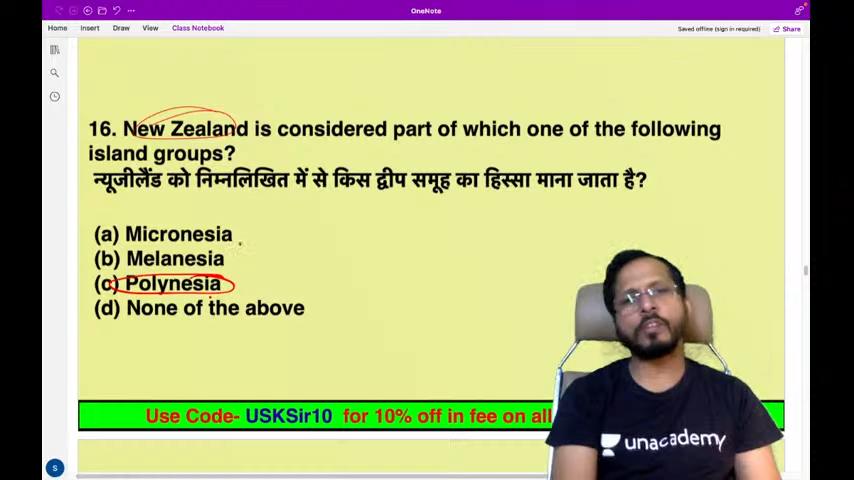 OneNote
Home Insert Draw View Class Notebook
Saved offline (sign in required) Share
16. New Zealand is considered part of which one of the following
island groups?
न्यूजीलैंड को निम्नलिखित में से किस द्वीप समूह का हिस्सा माना जाता है?
(a) Micronesia
(b) Melanesia
(c) Polynesia
(d) None of the above
Use Code- USKSir10 for 10% off in fee on all
unacademy
S